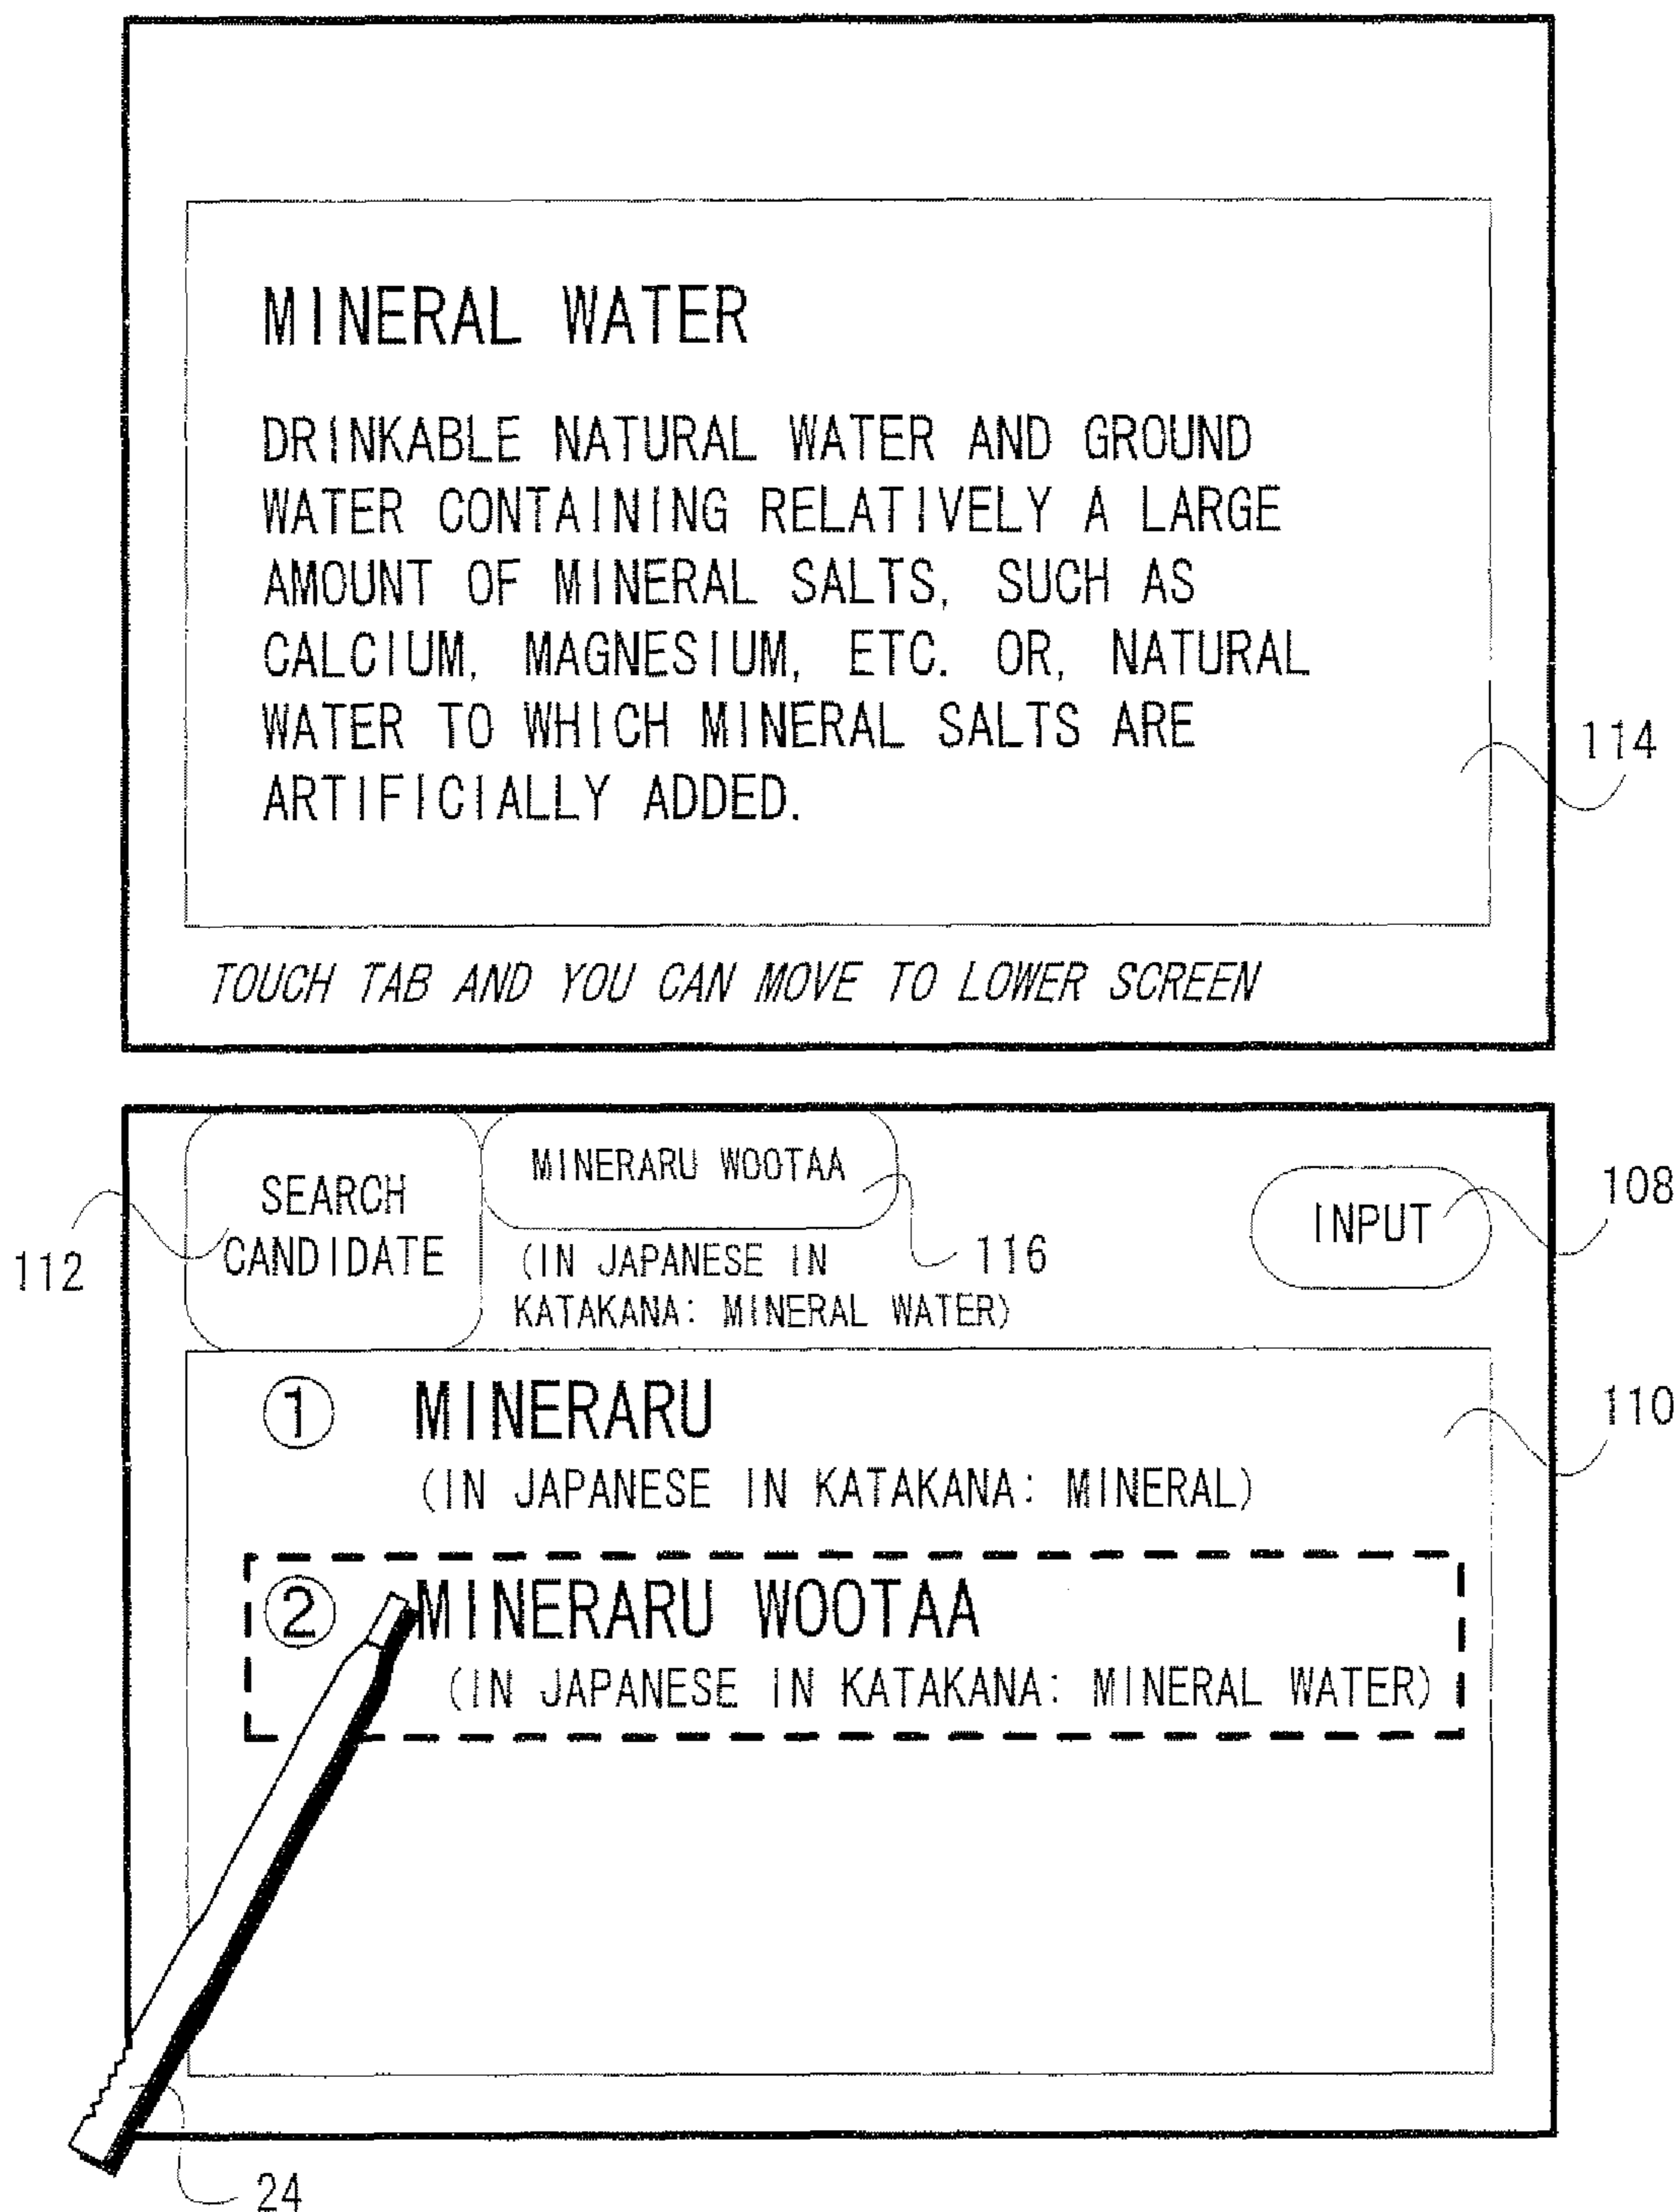 MINERAL WATER
DRINKABLE NATURAL WATER AND GROUND
WATER CONTAINING RELATIVELY A LARGE
AMOUNT OF MINERAL SALTS, SUCH AS
CALCIUM, MAGNESIUM, ETC. OR, NATURAL
WATER TO WHICH MINERAL SALTS ARE
ARTIFICIALLY ADDED.
114
TOUCH TAB AND YOU CAN MOVE TO LOWER SCREEN
SEARCH
CANDIDATE
112
MINERARU WOOTAA
(IN JAPANESE IN
KATAKANA: MINERAL WATER)
116
INPUT
108
① MINERARU
(IN JAPANESE IN KATAKANA: MINERAL)
110
② MINERARU WOOTAA
(IN JAPANESE IN KATAKANA: MINERAL WATER)
24